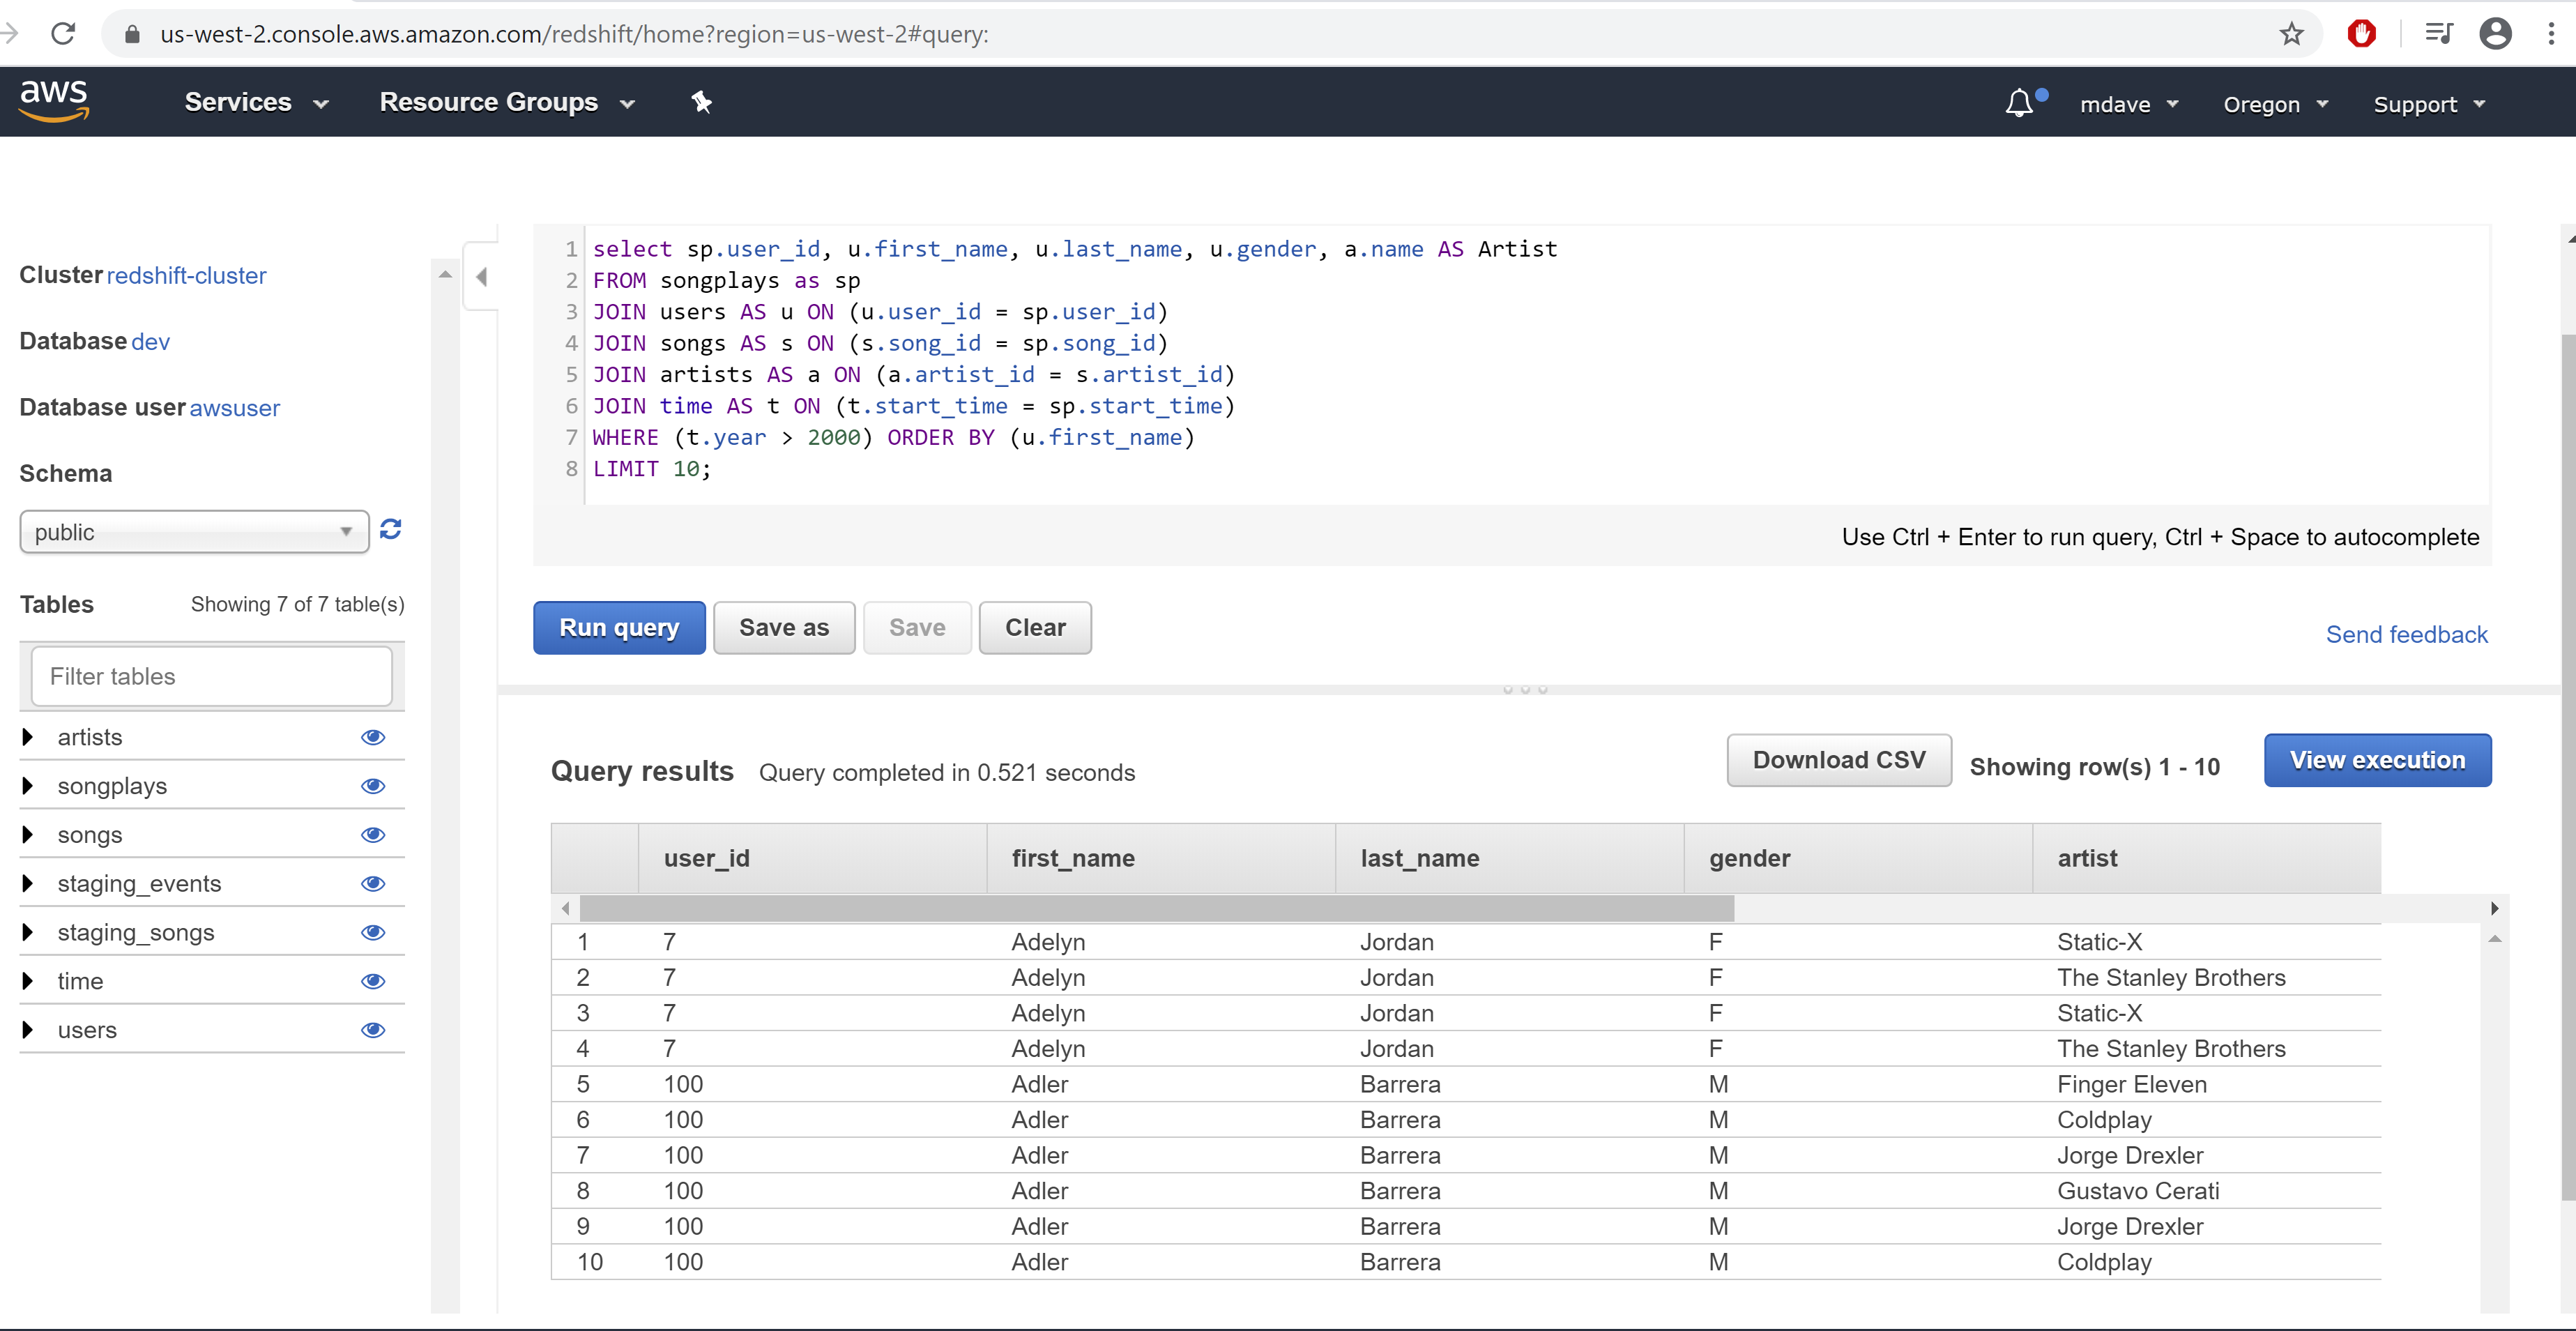 us-west-2.console.aws.amazon.com/redshift/home?region=us-west-2#query:
aws Services Resource Groups mdave Oregon Support
Cluster redshift-cluster
Database dev
Database user awsuser
Schema
public
Tables Showing 7 of 7 table(s)
Filter tables
artists
songplays
songs
staging_events
staging_songs
time
users
1 select sp.user_id, u.first_name, u.last_name, u.gender, a.name AS Artist
2 FROM songplays as sp
3 JOIN users AS u ON (u.user_id = sp.user_id)
4 JOIN songs AS s ON (s.song_id = sp.song_id)
5 JOIN artists AS a ON (a.artist_id = s.artist_id)
6 JOIN time AS t ON (t.start_time = sp.start_time)
7 WHERE (t.year > 2000) ORDER BY (u.first_name)
8 LIMIT 10;
Use Ctrl + Enter to run query, Ctrl + Space to autocomplete
Run query Save as Save Clear Send feedback
Query results Query completed in 0.521 seconds Download CSV Showing row(s) 1 - 10 View execution
user_id first_name last_name gender artist
1 7 Adelyn Jordan F Static-X
2 7 Adelyn Jordan F The Stanley Brothers
3 7 Adelyn Jordan F Static-X
4 7 Adelyn Jordan F The Stanley Brothers
5 100 Adler Barrera M Finger Eleven
6 100 Adler Barrera M Coldplay
7 100 Adler Barrera M Jorge Drexler
8 100 Adler Barrera M Gustavo Cerati
9 100 Adler Barrera M Jorge Drexler
10 100 Adler Barrera M Coldplay